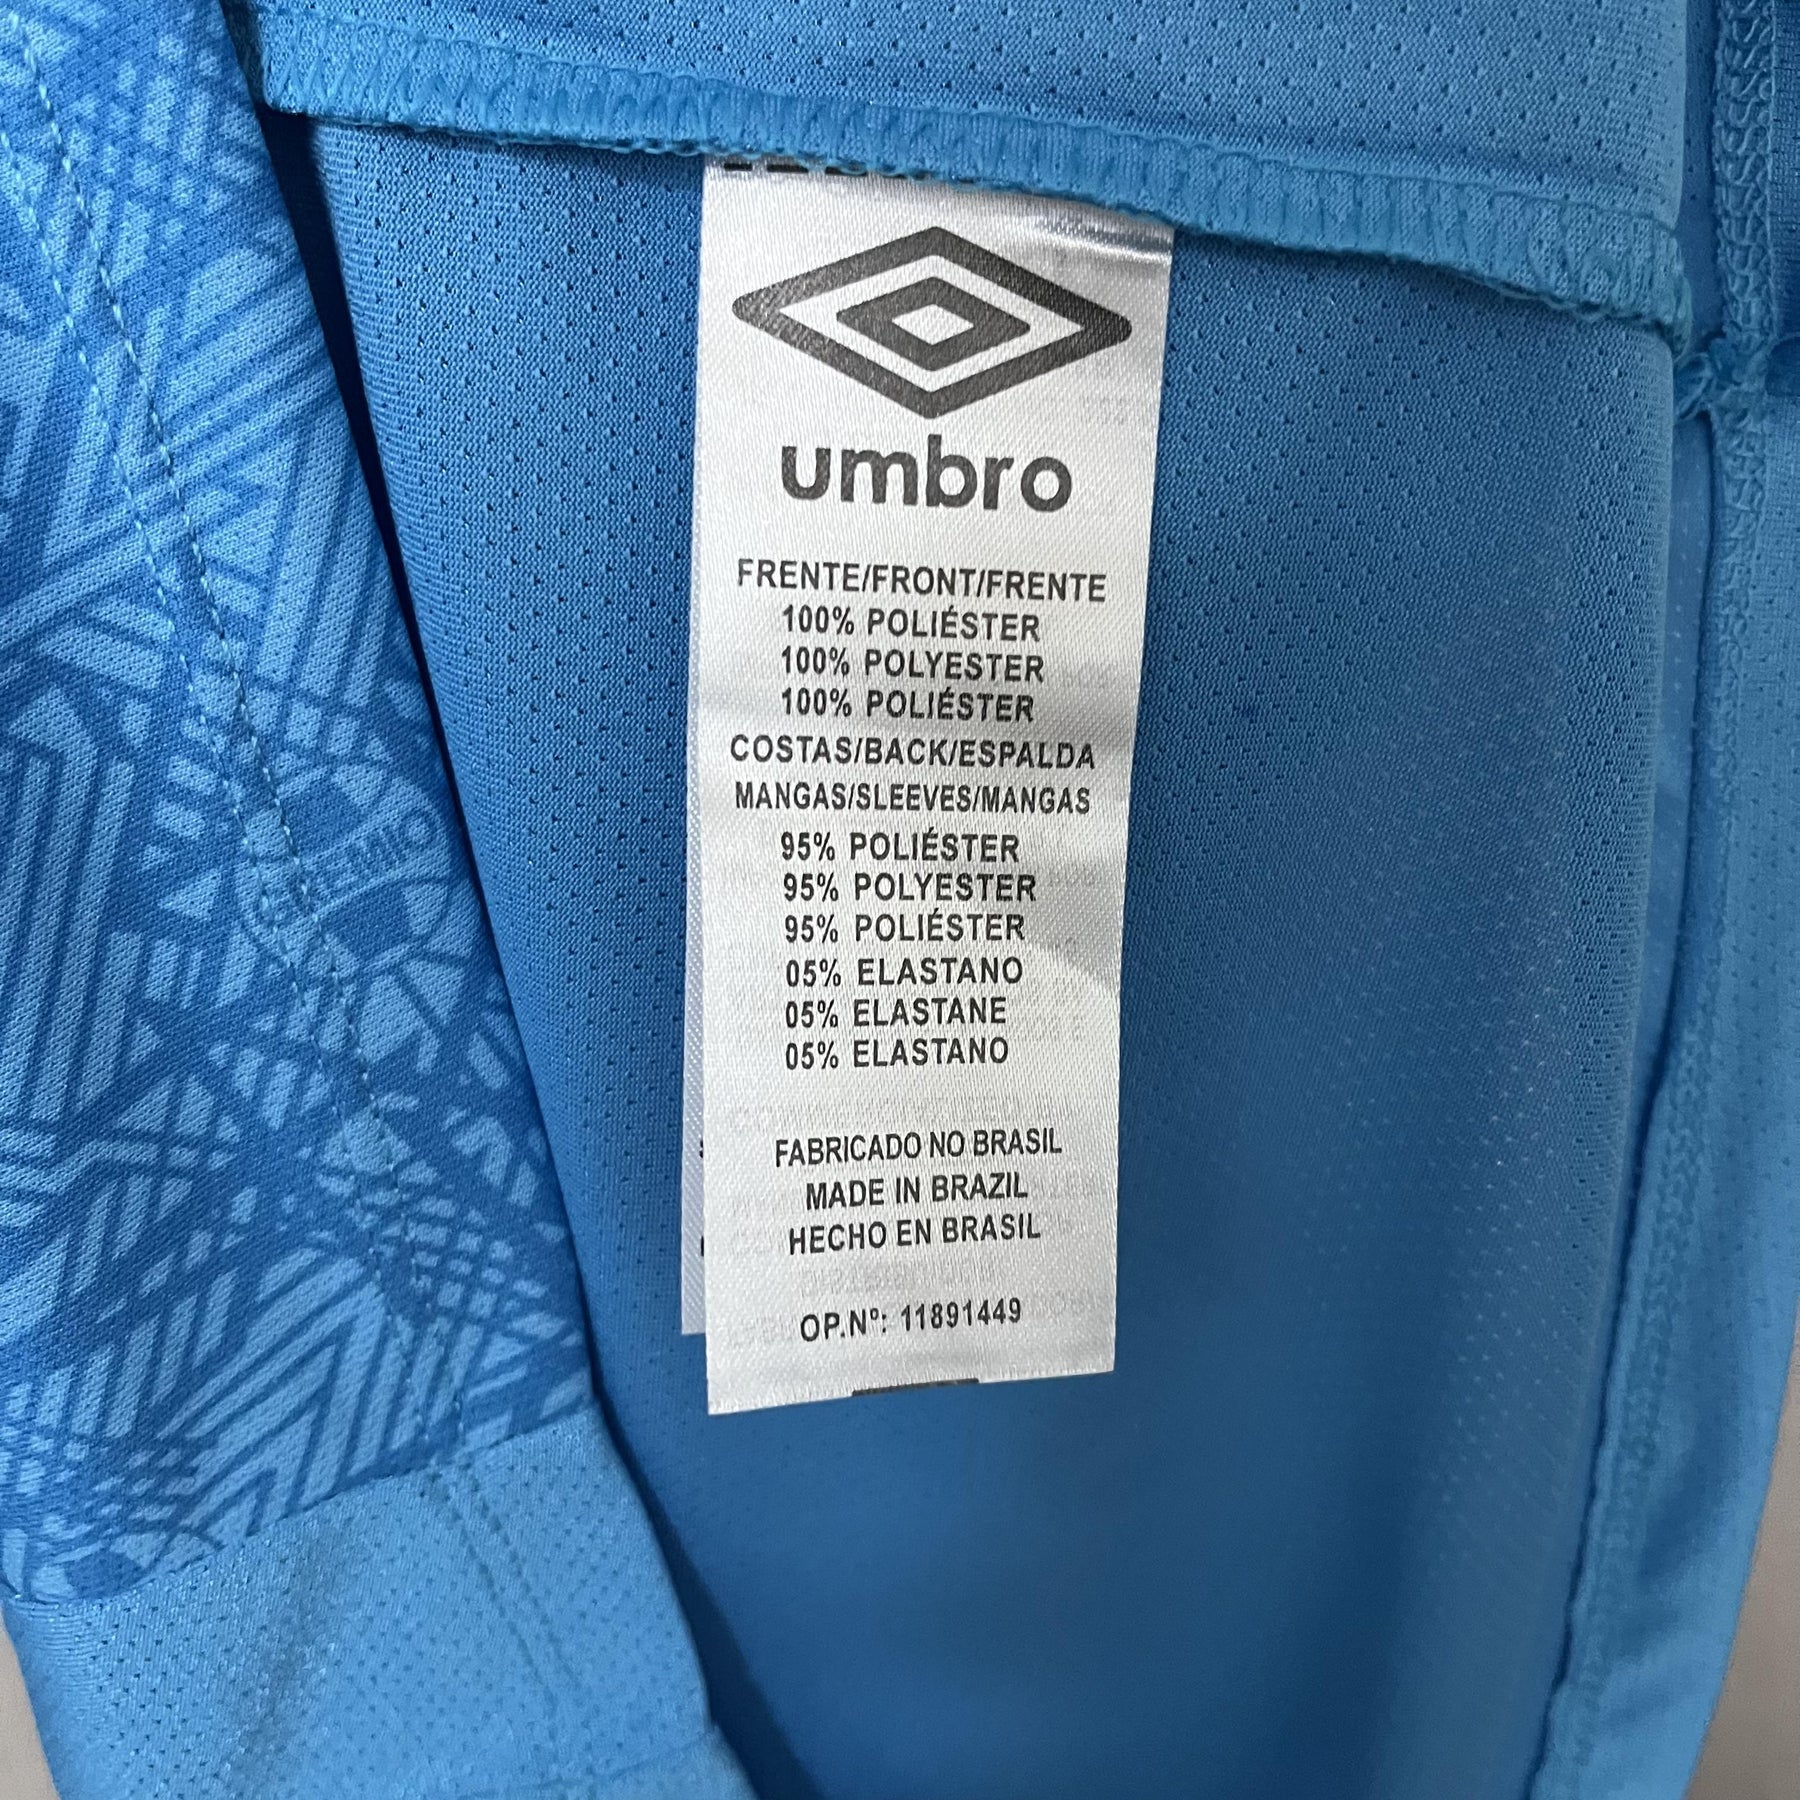 umbro
FRENTE/FRONT/FRENTE
100% POLIÉSTER
100% POLYESTER
100% POLIÉSTER
COSTAS/BACK/ESPALDA
MANGAS/SLEEVES/MANGAS
95% POLIÉSTER
95% POLYESTER
95% POLIÉSTER
05% ELASTANO
05% ELASTANE
05% ELASTANO
FABRICADO NO BRASIL
MADE IN BRAZIL
HECHO EN BRASIL
OP.Nº: 11891449